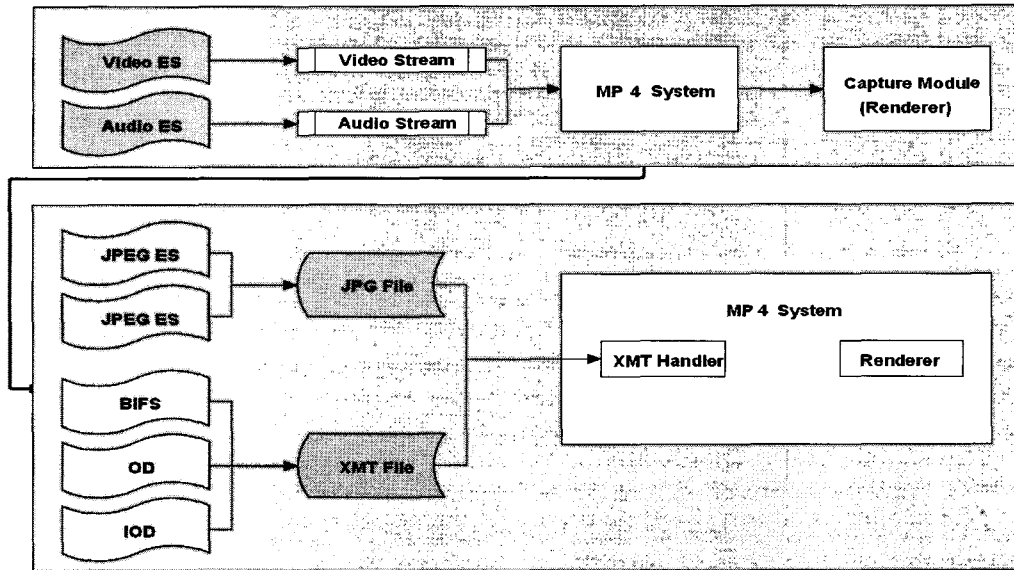 Video ES
Video Stream
Audio ES
Audio Stream
MP 4 System
Capture Module
(Renderer)
JPEG ES
JPEG ES
JPG File
MP 4 System
XMT Handler
Renderer
BIFS
OD
IOD
XMT File